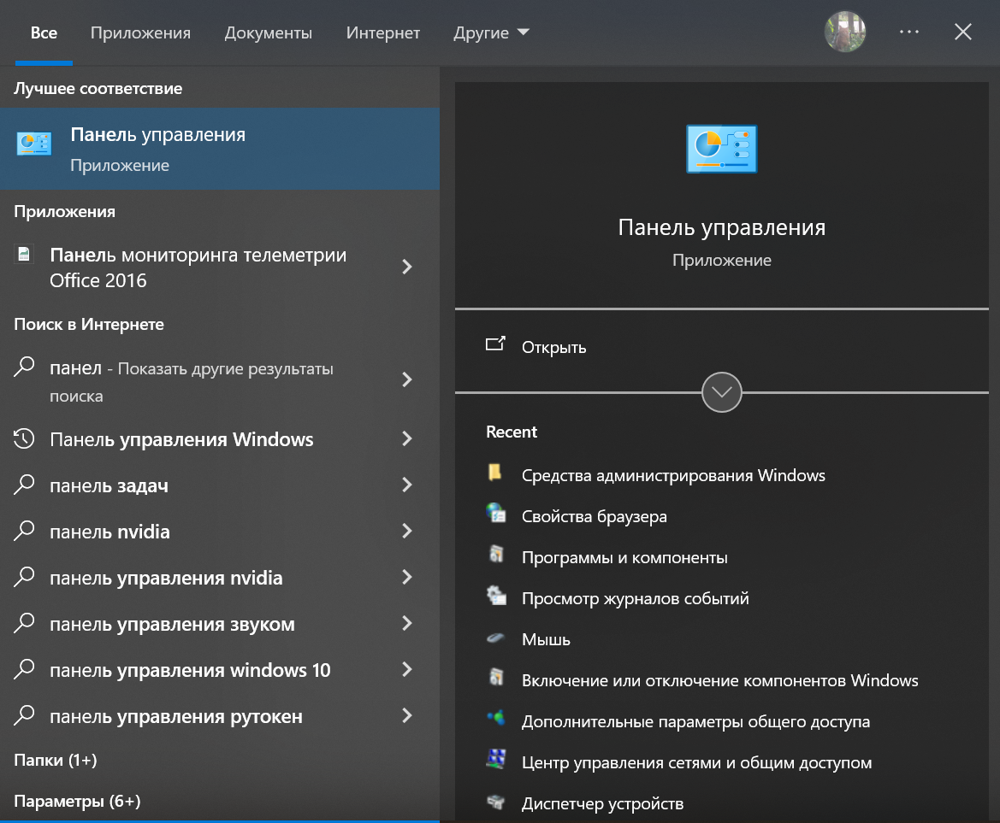 Все
Приложения
Документы
Интернет
Другие
Лучшее соответствие
Панель управления
Приложение
Приложения
Панель мониторинга телеметрии
Office 2016
Поиск в Интернете
панел - Показать другие результаты
поиска
Панель управления Windows
панель задач
панель nvidia
панель управления nvidia
панель управления звуком
панель управления windows 10
панель управления рутокен
Папки (1+)
Параметры (6+)
Панель управления
Приложение
Открыть
Recent
Средства администрирования Windows
Свойства браузера
Программы и компоненты
Просмотр журналов событий
Мышь
Включение или отключение компонентов Windows
Дополнительные параметры общего доступа
Центр управления сетями и общим доступом
Диспетчер устройств